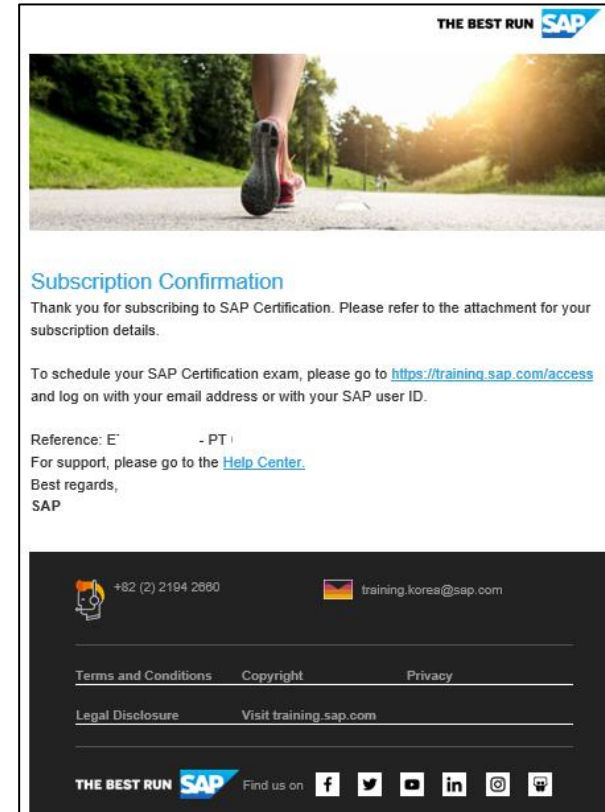 THE BEST RUN SAP
Subscription Confirmation
Thank you for subscribing to SAP Certification. Please refer to the attachment for your
subscription details.
To schedule your SAP Certification exam, please go to https://training.sap.com/access
and log on with your email address or with your SAP user ID.
Reference: E - PT
For support, please go to the Help Center.
Best regards,
SAP
+82 (2) 2194 2660 training.korea@sap.com
Terms and Conditions Copyright Privacy
Legal Disclosure Visit training.sap.com
THE BEST RUN SAP Find us on